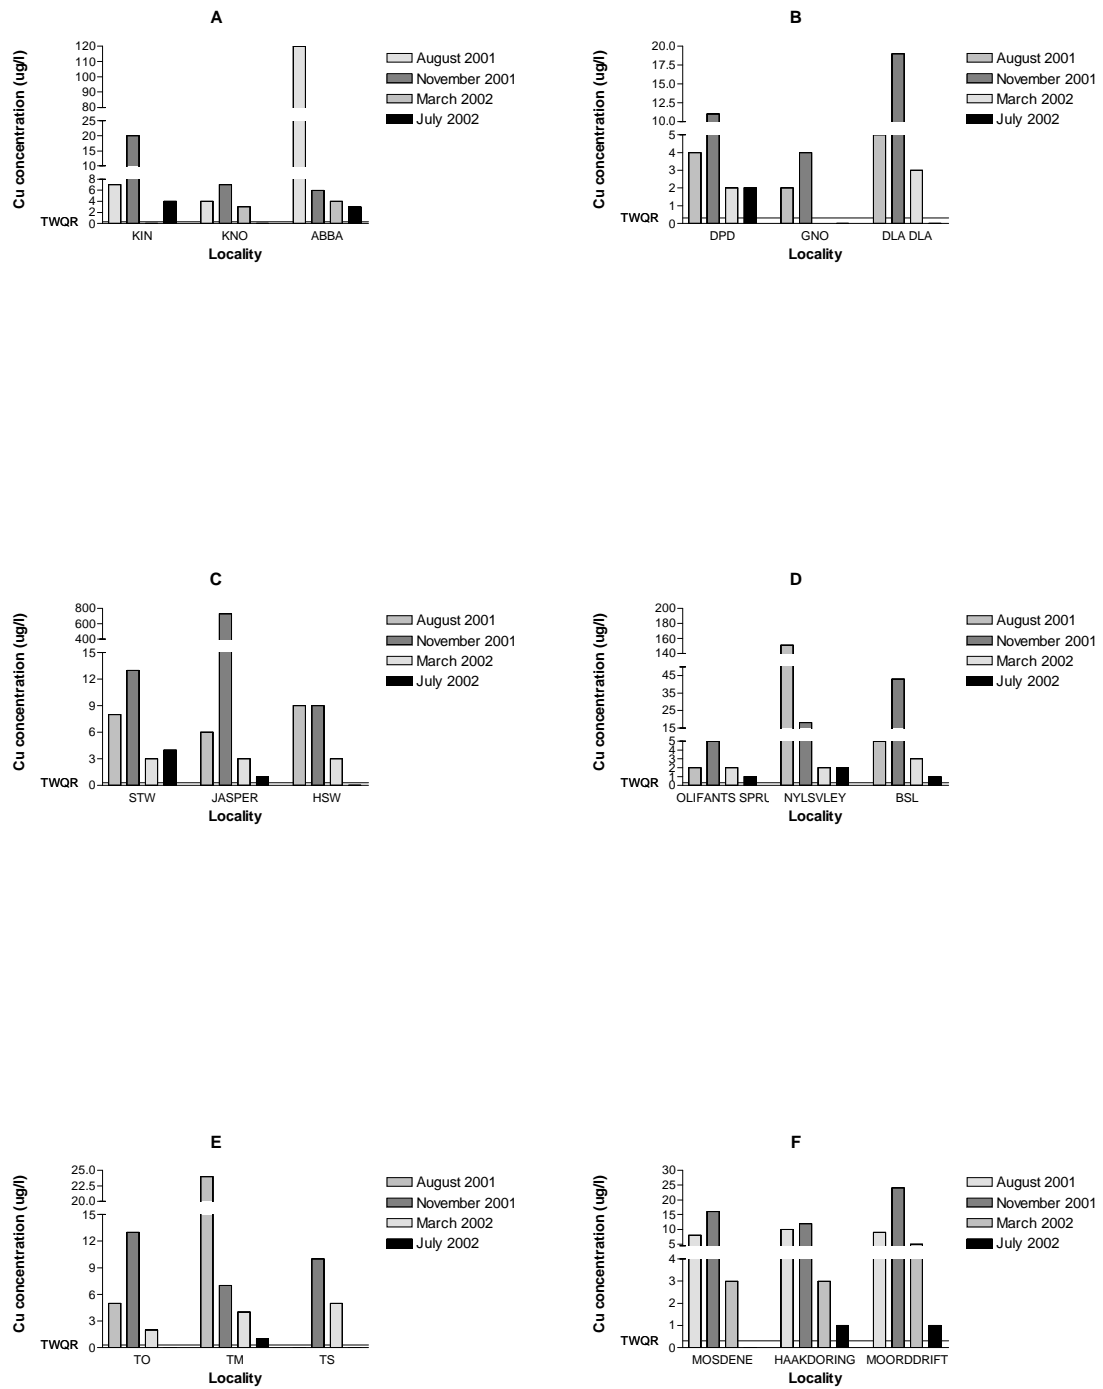 A
Cu concentration (ug/l)
120
110
100
90
80
25
20
15
10
8
6
4
2
0
TWQR
KIN KNO ABBA
Locality
August 2001
November 2001
March 2002
July 2002
B
Cu concentration (ug/l)
20.0
17.5
15.0
12.5
10.0
5
4
3
2
1
0
TWQR
DPD GNO DLA DLA
Locality
August 2001
November 2001
March 2002
July 2002
C
Cu concentration (ug/l)
800
600
400
15
12
9
6
3
0
TWQR
STW JASPER HSW
Locality
August 2001
November 2001
March 2002
July 2002
D
Cu concentration (ug/l)
200
180
160
140
45
25
15
5
4
3
2
1
0
TWQR
OLIFANTS SPRU NYLSVLEY BSL
Locality
August 2001
November 2001
March 2002
July 2002
E
Cu concentration (ug/l)
25.0
22.5
20.0
15
12
9
6
3
0
TWQR
TO TM TS
Locality
August 2001
November 2001
March 2002
July 2002
F
Cu concentration (ug/l)
30
25
20
15
10
5
4
3
2
1
0
TWQR
MOSDENE HAAKDORING MOORDDRIFT
Locality
August 2001
November 2001
March 2002
July 2002